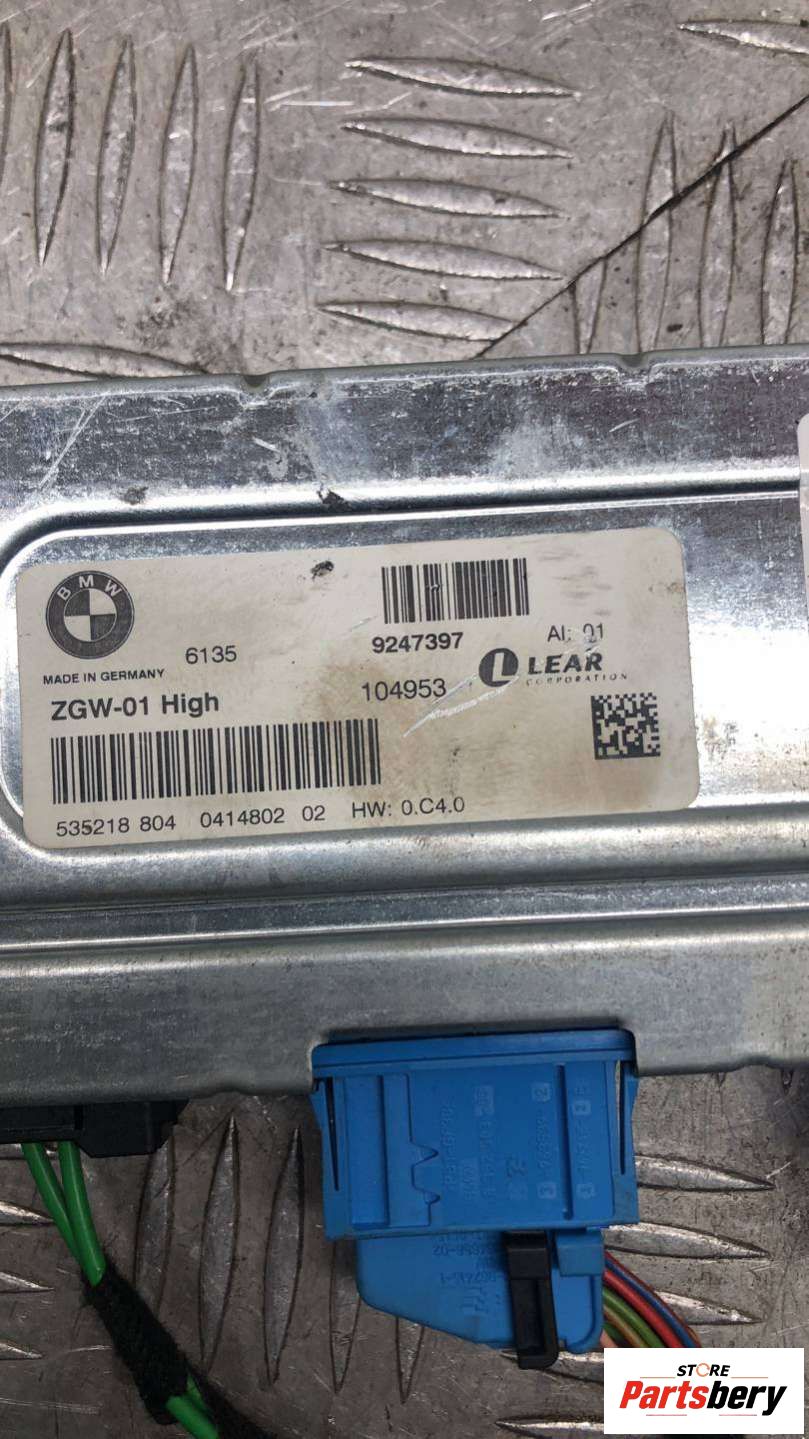 BMW
6135
9247397
AI: 01
MADE IN GERMANY
104953
LEAR
CORPORATION
ZGW-01 High
535218 804 0414802 02 HW: 0.C4.0
STORE
Partsbery